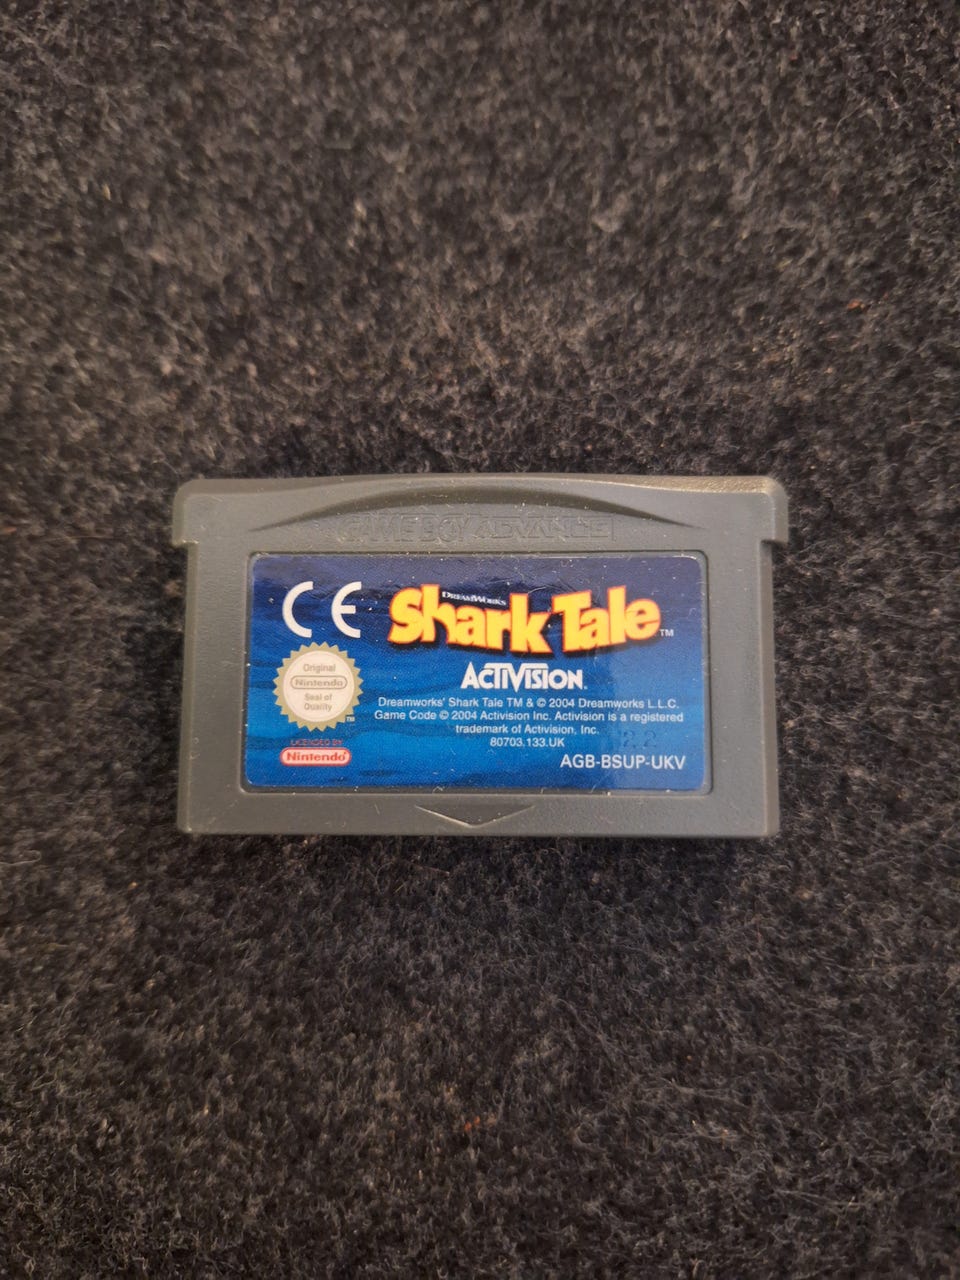 GAME BOY ADVANCE
CE
DREAMWORKS
Shark Tale™
ACTIVISION.
Original
Nintendo
Seal of
Quality
TM
LICENSED BY
Nintendo
Dreamworks' Shark Tale TM & © 2004 Dreamworks L.L.C.
Game Code © 2004 Activision Inc. Activision is a registered
trademark of Activision, Inc.
80703.133.UK
22
AGB-BSUP-UKV